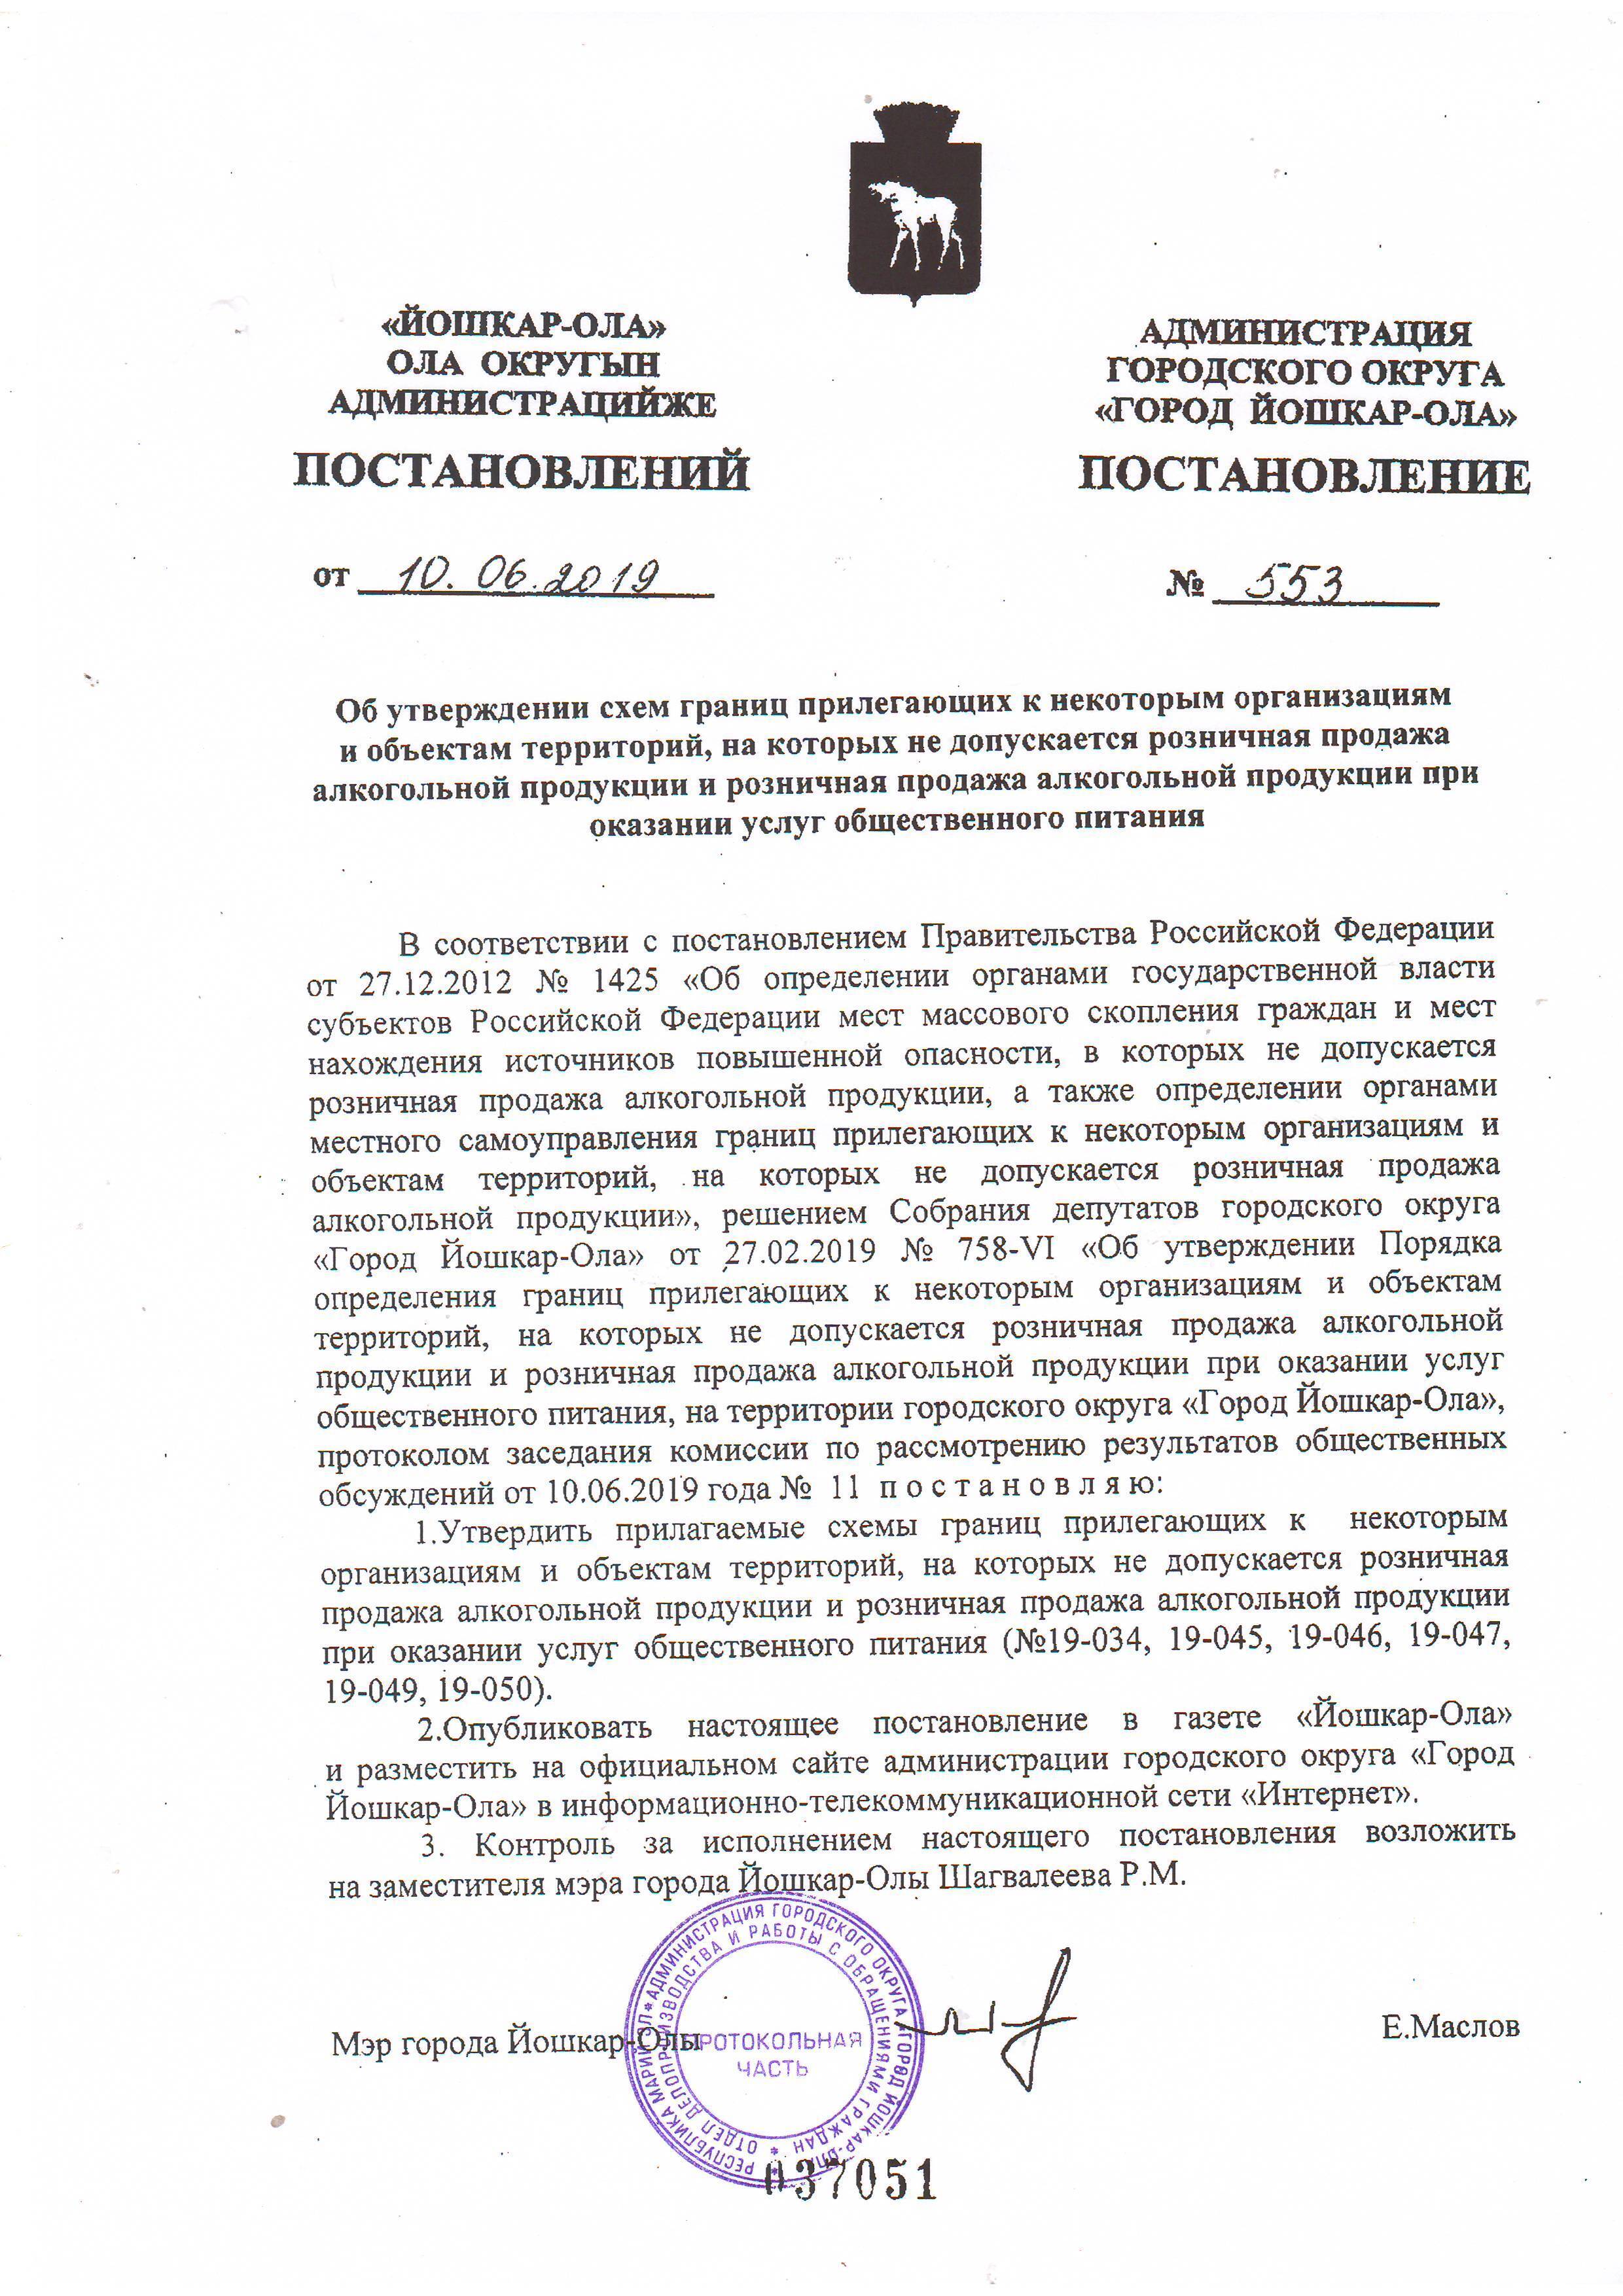 «ЙОШКАР-ОЛА»
ОЛА ОКРУГЫН
АДМИНИСТРАЦИЙЖЕ
ПОСТАНОВЛЕНИЙ
АДМИНИСТРАЦИЯ
ГОРОДСКОГО ОКРУГА
«ГОРОД ЙОШКАР-ОЛА»
ПОСТАНОВЛЕНИЕ
от 10.06.2019
№ 553
Об утверждении схем границ прилегающих к некоторым организациям
и объектам территорий, на которых не допускается розничная продажа
алкогольной продукции и розничная продажа алкогольной продукции при
оказании услуг общественного питания
В соответствии с постановлением Правительства Российской Федерации
от 27.12.2012 № 1425 «Об определении органами государственной власти
субъектов Российской Федерации мест массового скопления граждан и мест
нахождения источников повышенной опасности, в которых не допускается
розничная продажа алкогольной продукции, а также определении органами
местного самоуправления границ прилегающих к некоторым организациям и
объектам территорий, на которых не допускается розничная продажа
алкогольной продукции», решением Собрания депутатов городского округа
«Город Йошкар-Ола» от 27.02.2019 № 758-VI «Об утверждении Порядка
определения границ прилегающих к некоторым организациям и объектам
территорий, на которых не допускается розничная продажа алкогольной
продукции и розничная продажа алкогольной продукции при оказании услуг
общественного питания, на территории городского округа «Город Йошкар-Ола»,
протоколом заседания комиссии по рассмотрению результатов общественных
обсуждений от 10.06.2019 года № 11 п о с т а н о в л я ю:
1.Утвердить прилагаемые схемы границ прилегающих к некоторым
организациям и объектам территорий, на которых не допускается розничная
продажа алкогольной продукции и розничная продажа алкогольной продукции
при оказании услуг общественного питания (№19-034, 19-045, 19-046, 19-047,
19-049, 19-050).
2.Опубликовать настоящее постановление в газете «Йошкар-Ола»
и разместить на официальном сайте администрации городского округа «Город
Йошкар-Ола» в информационно-телекоммуникационной сети «Интернет».
3. Контроль за исполнением настоящего постановления возложить
на заместителя мэра города Йошкар-Олы Шагвалеева Р.М.
Мэр города Йошкар-Олы
Е.Маслов
РЕСПУБЛИКА МАРИЙ ЭЛ * АДМИНИСТРАЦИЯ ГОРОДСКОГО ОКРУГА "ГОРОД ЙОШКАР-ОЛА" *
ОТДЕЛ ДЕЛОПРОИЗВОДСТВА И РАБОТЫ С ОБРАЩЕНИЯМИ ГРАЖДАН *
ПРОТОКОЛЬНАЯ
ЧАСТЬ
037051